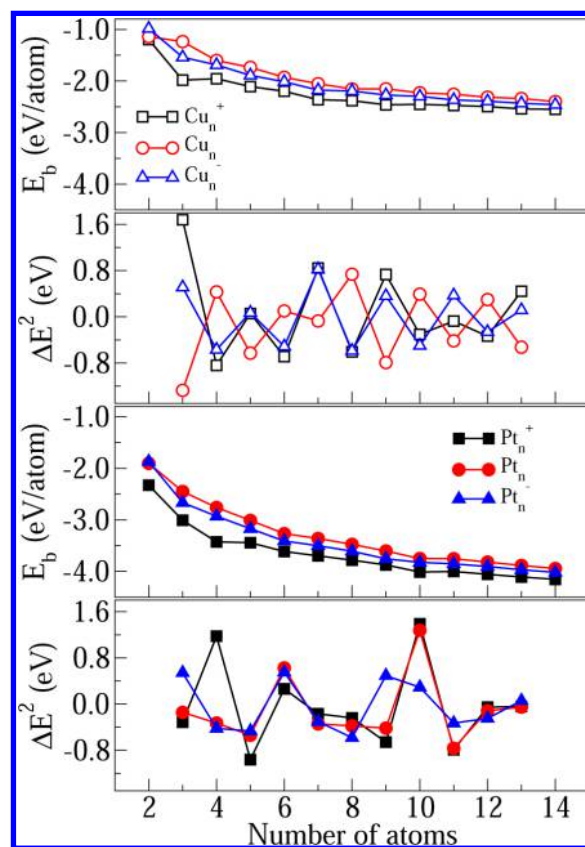 -1.0
-2.0
-3.0
-4.0
E_b (eV/atom)
Cu_n^+
Cu_n
Cu_n^-
1.6
0.8
0.0
-0.8
ΔE^2 (eV)
-1.0
-2.0
-3.0
-4.0
E_b (eV/atom)
Pt_n^+
Pt_n
Pt_n^-
1.6
0.8
0.0
-0.8
ΔE^2 (eV)
2 4 6 8 10 12 14
Number of atoms